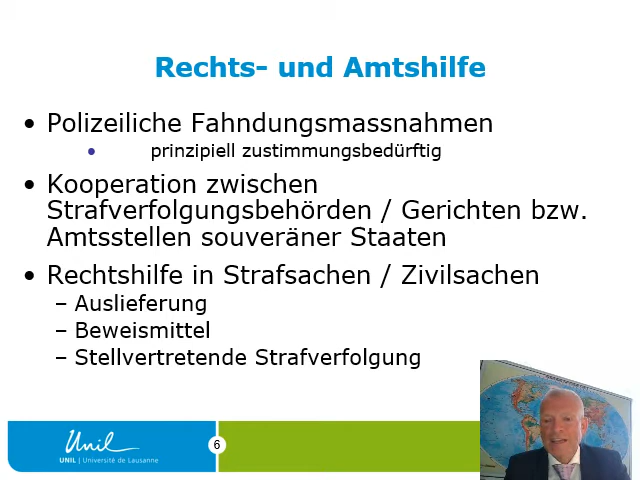 Rechts- und Amtshilfe
• Polizeiliche Fahndungsmassnahmen
• prinzipiell zustimmungsbedürftig
• Kooperation zwischen
Strafverfolgungsbehörden / Gerichten bzw.
Amtsstellen souveräner Staaten
• Rechtshilfe in Strafsachen / Zivilsachen
– Auslieferung
– Beweismittel
– Stellvertretende Strafverfolgung
Unil
UNIL | Université de Lausanne
6